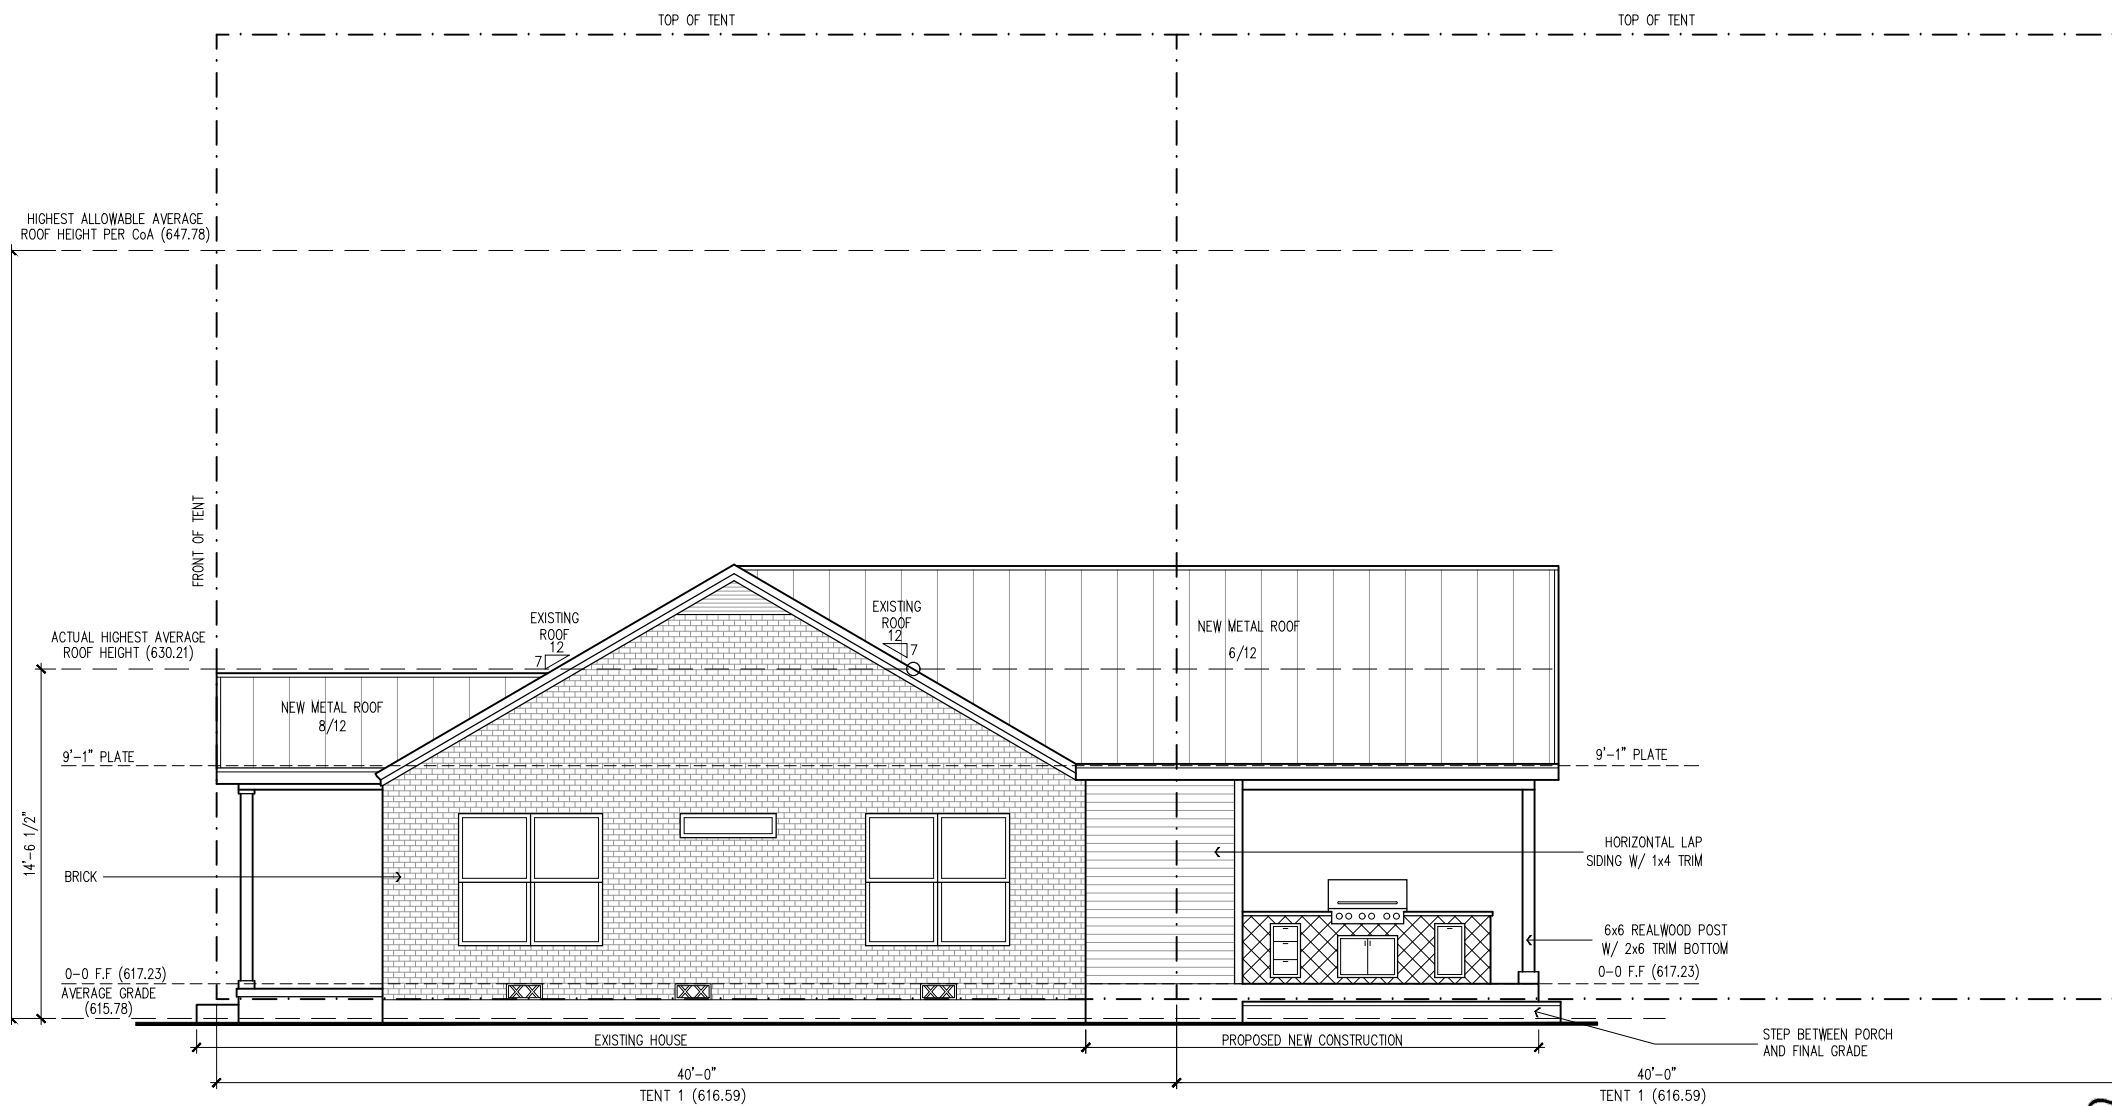 TOP OF TENT
TOP OF TENT
HIGHEST ALLOWABLE AVERAGE
ROOF HEIGHT PER CoA (647.78)
FRONT OF TENT
ACTUAL HIGHEST AVERAGE
ROOF HEIGHT (630.21)
EXISTING
ROOF
12
7
EXISTING
ROOF
12
7
NEW METAL ROOF
6/12
NEW METAL ROOF
8/12
9'-1" PLATE
9'-1" PLATE
14'-6 1/2"
BRICK
HORIZONTAL LAP
SIDING W/ 1x4 TRIM
6x6 REALWOOD POST
W/ 2x6 TRIM BOTTOM
0-0 F.F (617.23)
0-0 F.F (617.23)
AVERAGE GRADE
(615.78)
EXISTING HOUSE
PROPOSED NEW CONSTRUCTION
STEP BETWEEN PORCH
AND FINAL GRADE
40'-0"
TENT 1 (616.59)
40'-0"
TENT 1 (616.59)